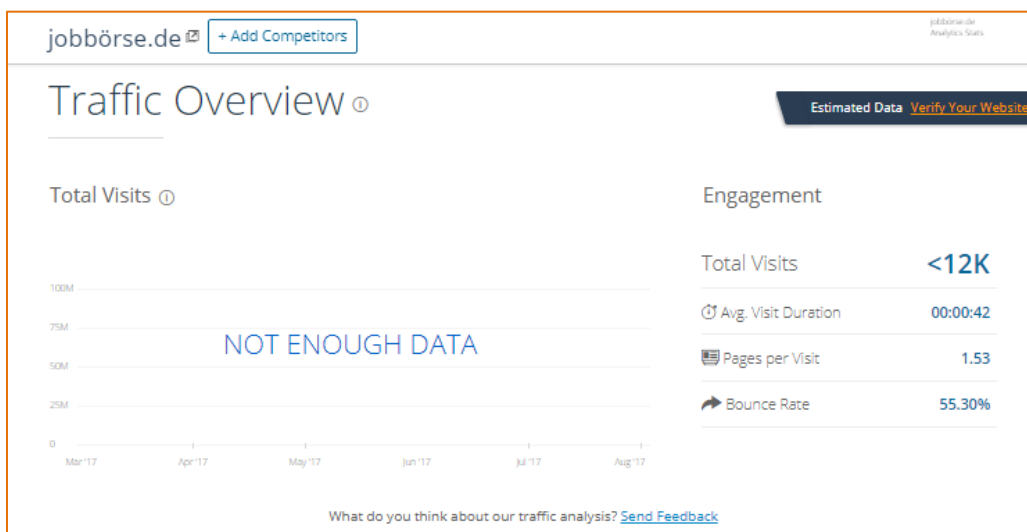 jobbörse.de + Add Competitors
jobbörse.de
Analytics Stats
Traffic Overview
Estimated Data Verify Your Website
Total Visits
Engagement
Total Visits <12K
Avg. Visit Duration 00:00:42
Pages per Visit 1.53
Bounce Rate 55.30%
100M
75M
NOT ENOUGH DATA
50M
25M
0
Mar '17 Apr '17 May '17 Jun '17 Jul '17 Aug '17
What do you think about our traffic analysis? Send Feedback